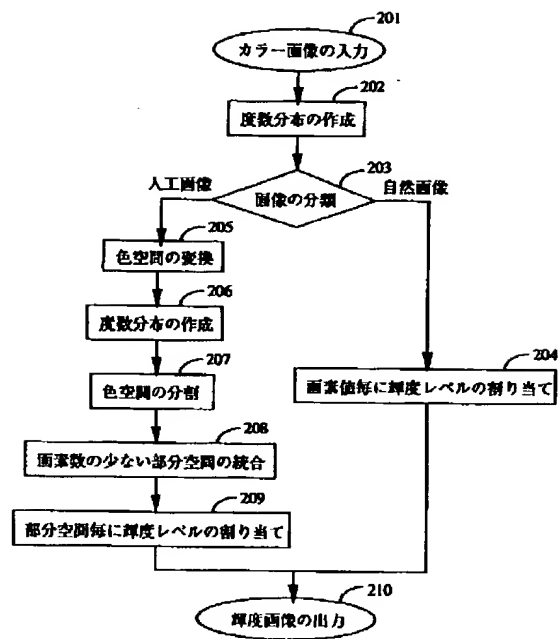 201
カラー画像の入力
202
度数分布の作成
203
画像の分類
人工画像
自然画像
205
色空間の変換
206
度数分布の作成
207
色空間の分割
204
画素値毎に輝度レベルの割り当て
208
画素数の少ない部分空間の統合
209
部分空間毎に輝度レベルの割り当て
210
輝度画像の出力